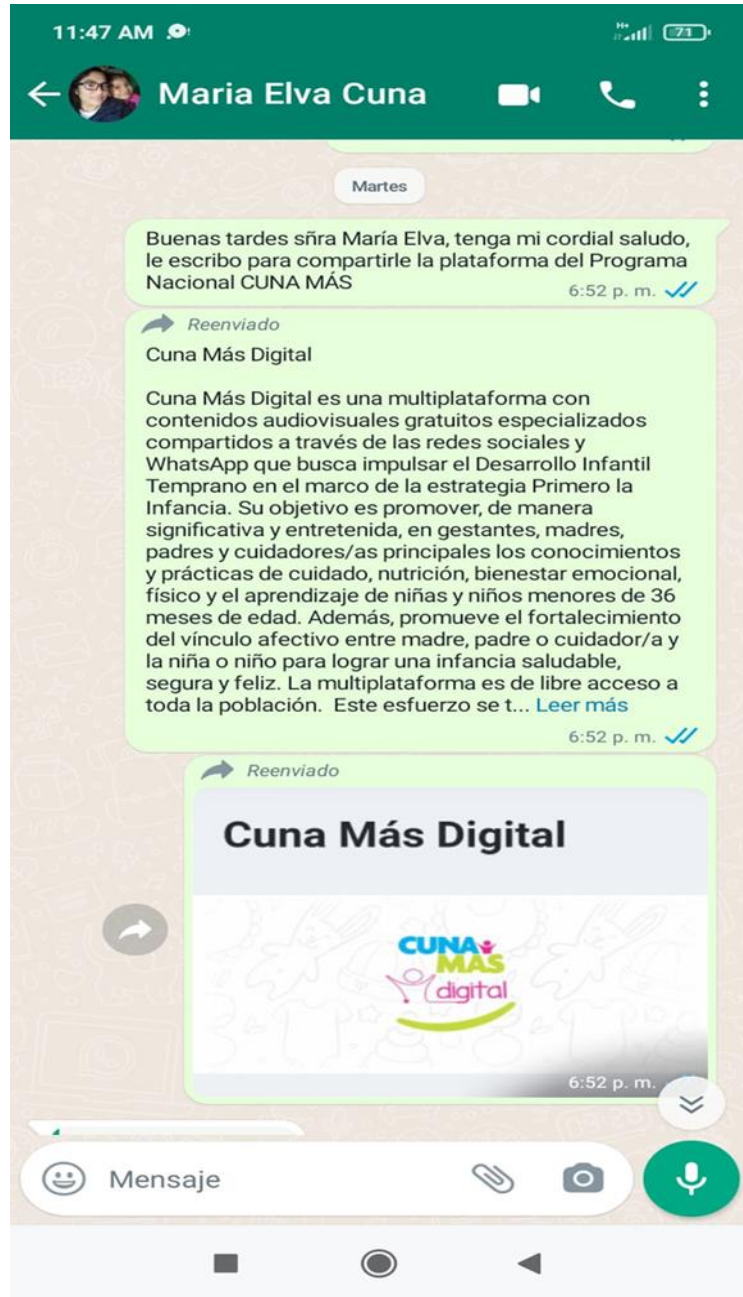 11:47 AM
H+
71
Maria Elva Cuna
Martes
Buenas tardes sñra María Elva, tenga mi cordial saludo,
le escribo para compartirle la plataforma del Programa
Nacional CUNA MÁS
6:52 p. m.
Reenviado
Cuna Más Digital
Cuna Más Digital es una multiplataforma con
contenidos audiovisuales gratuitos especializados
compartidos a través de las redes sociales y
WhatsApp que busca impulsar el Desarrollo Infantil
Temprano en el marco de la estrategia Primero la
Infancia. Su objetivo es promover, de manera
significativa y entretenida, en gestantes, madres,
padres y cuidadores/as principales los conocimientos
y prácticas de cuidado, nutrición, bienestar emocional,
físico y el aprendizaje de niñas y niños menores de 36
meses de edad. Además, promueve el fortalecimiento
del vínculo afectivo entre madre, padre o cuidador/a y
la niña o niño para lograr una infancia saludable,
segura y feliz. La multiplataforma es de libre acceso a
toda la población.  Este esfuerzo se t... Leer más
6:52 p. m.
Reenviado
Cuna Más Digital
CUNA
MAS
digital
6:52 p. m.
Mensaje